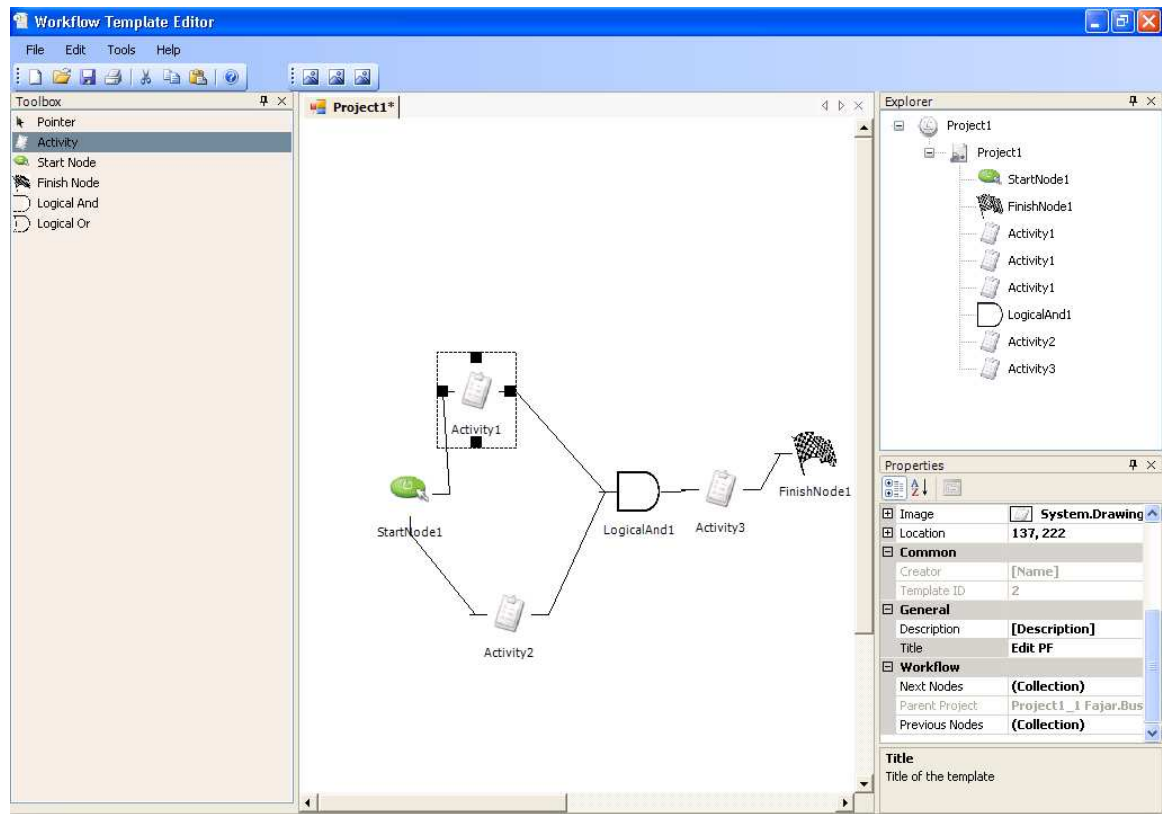 Workflow Template Editor
File Edit Tools Help
Toolbox
Pointer
Activity
Start Node
Finish Node
Logical And
Logical Or
Project1*
Activity1
StartNode1
Activity2
LogicalAnd1
Activity3
FinishNode1
Explorer
Project1
Project1
StartNode1
FinishNode1
Activity1
Activity1
Activity1
LogicalAnd1
Activity2
Activity3
Properties
Image System.Drawing
Location 137, 222
Common
Creator [Name]
Template ID 2
General
Description [Description]
Title Edit PF
Workflow
Next Nodes (Collection)
Parent Project Project1_1 Fajar.Bus
Previous Nodes (Collection)
Title
Title of the template